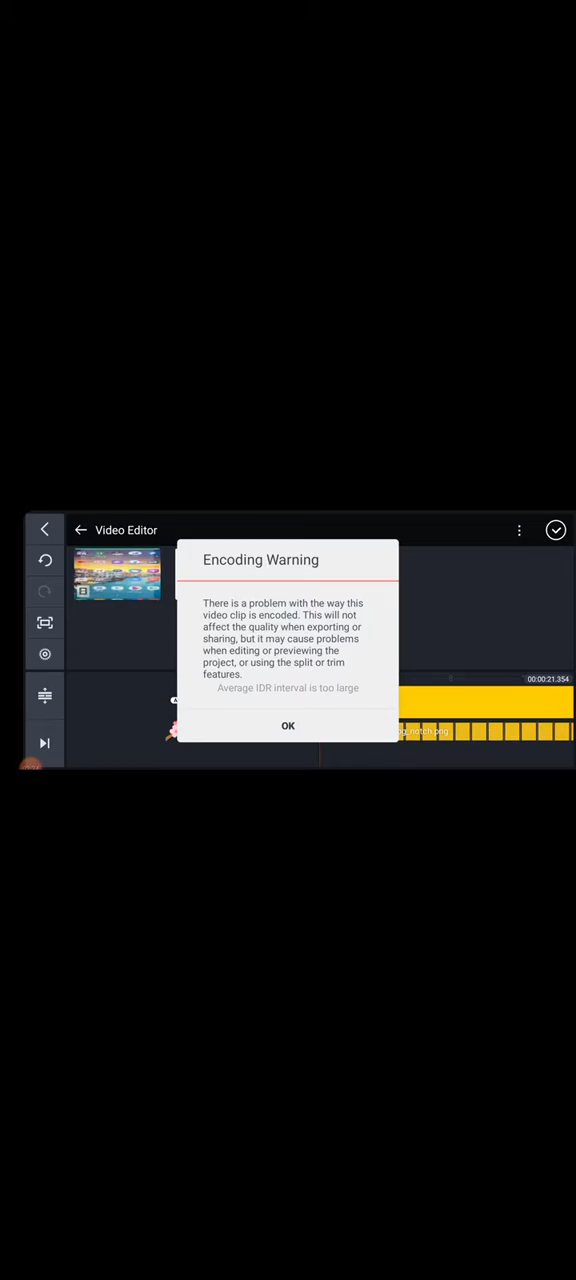 Video Editor
Encoding Warning
There is a problem with the way this
video clip is encoded. This will not
affect the quality when exporting or
sharing, but it may cause problems
when editing or previewing the
project, or using the split or trim
features.
Average IDR interval is too large
00:00:21.354
notch.png
OK